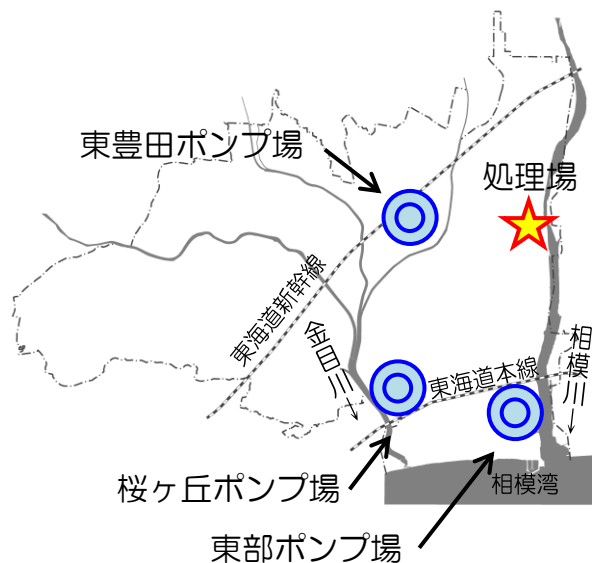 東豊田ポンプ場
処理場
東海道新幹線
金目川
東海道本線
相模川
桜ヶ丘ポンプ場
相模湾
東部ポンプ場